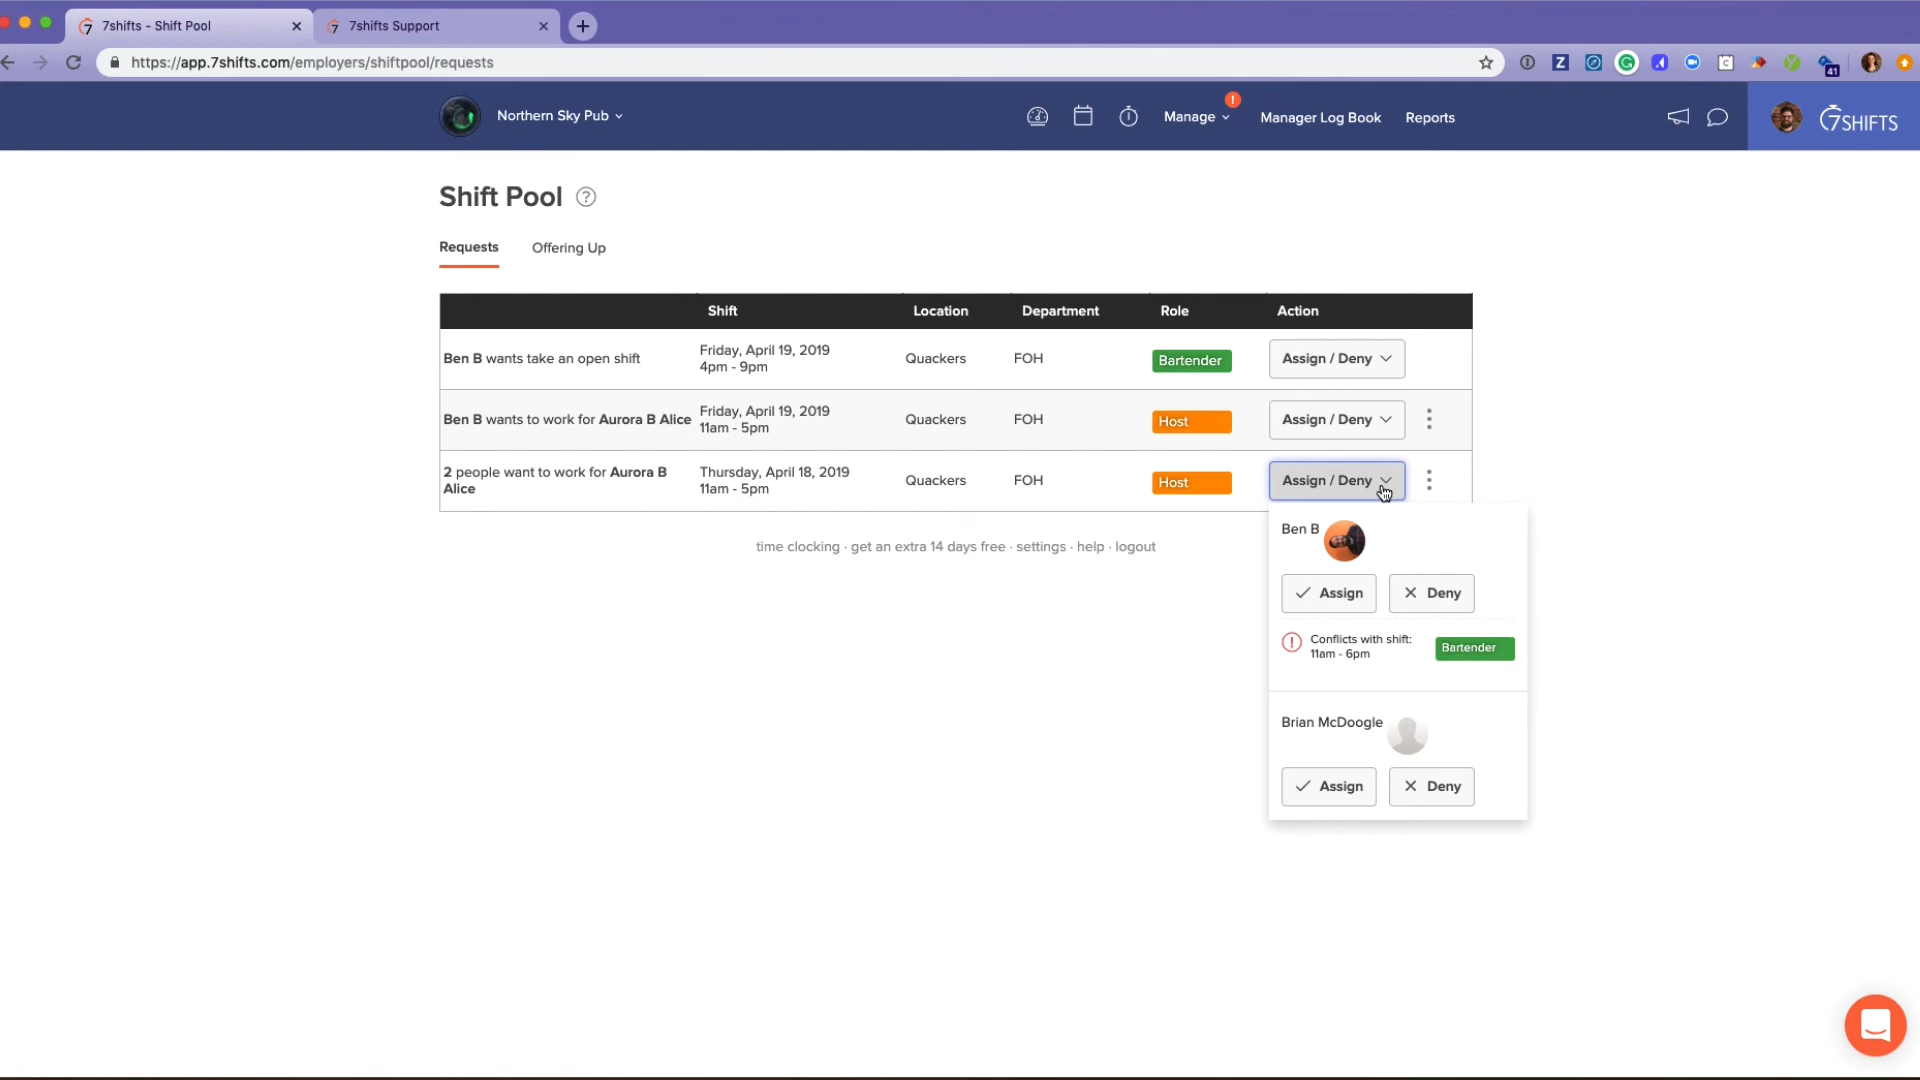 7shifts - Shift Pool
7shifts Support
https://app.7shifts.com/employers/shiftpool/requests
41
Northern Sky Pub
Manage
Manager Log Book
Reports
7SHIFTS
Shift Pool
Requests
Offering Up
Shift Location Department Role Action
Ben B wants take an open shift
Friday, April 19, 2019
4pm - 9pm
Quackers
FOH
Bartender
Assign / Deny
Ben B wants to work for Aurora B Alice
Friday, April 19, 2019
11am - 5pm
Quackers
FOH
Host
Assign / Deny
2 people want to work for Aurora B
Alice
Thursday, April 18, 2019
11am - 5pm
Quackers
FOH
Host
Assign / Deny
time clocking · get an extra 14 days free · settings · help · logout
Ben B
Assign
Deny
Conflicts with shift:
11am - 6pm
Bartender
Brian McDoogle
Assign
Deny